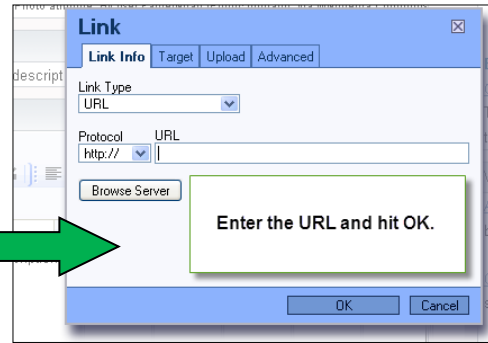 Link
Link Info Target Upload Advanced
descript
Link Type
URL
Protocol URL
http://
Browse Server
Enter the URL and hit OK.
OK Cancel